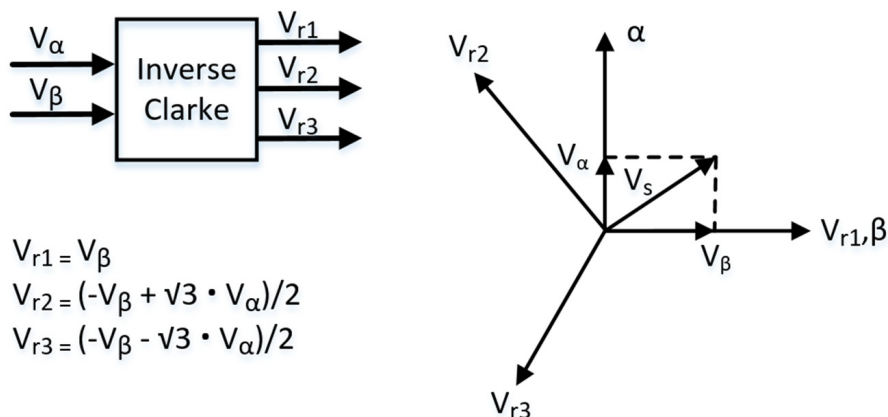 Vα
Vβ
Inverse
Clarke
Vr1
Vr2
Vr3
Vr1 = Vβ
Vr2 = (-Vβ + √3 • Vα)/2
Vr3 = (-Vβ - √3 • Vα)/2
α
Vr2
Vα
Vs
Vr1,β
Vβ
Vr3